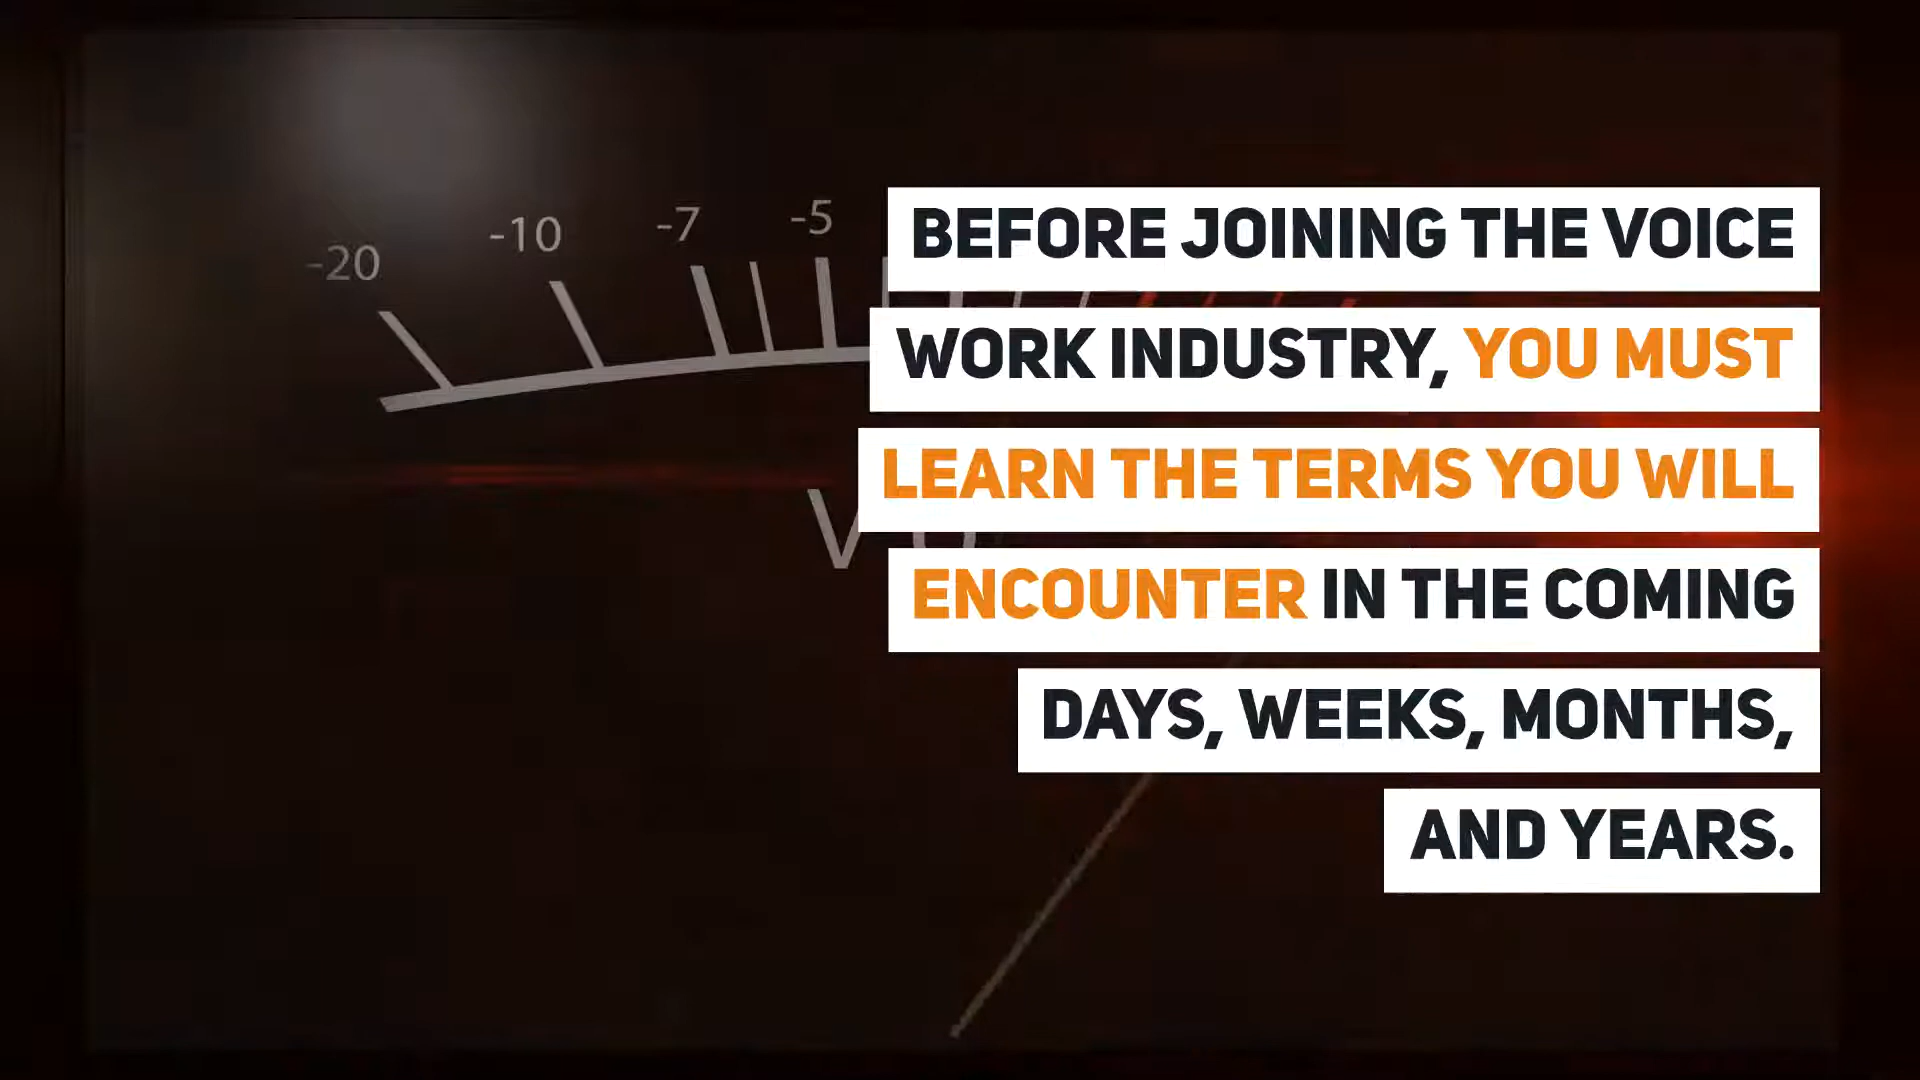 -20 -10 -7 -5
BEFORE JOINING THE VOICE
WORK INDUSTRY, YOU MUST
LEARN THE TERMS YOU WILL
ENCOUNTER IN THE COMING
DAYS, WEEKS, MONTHS,
AND YEARS.